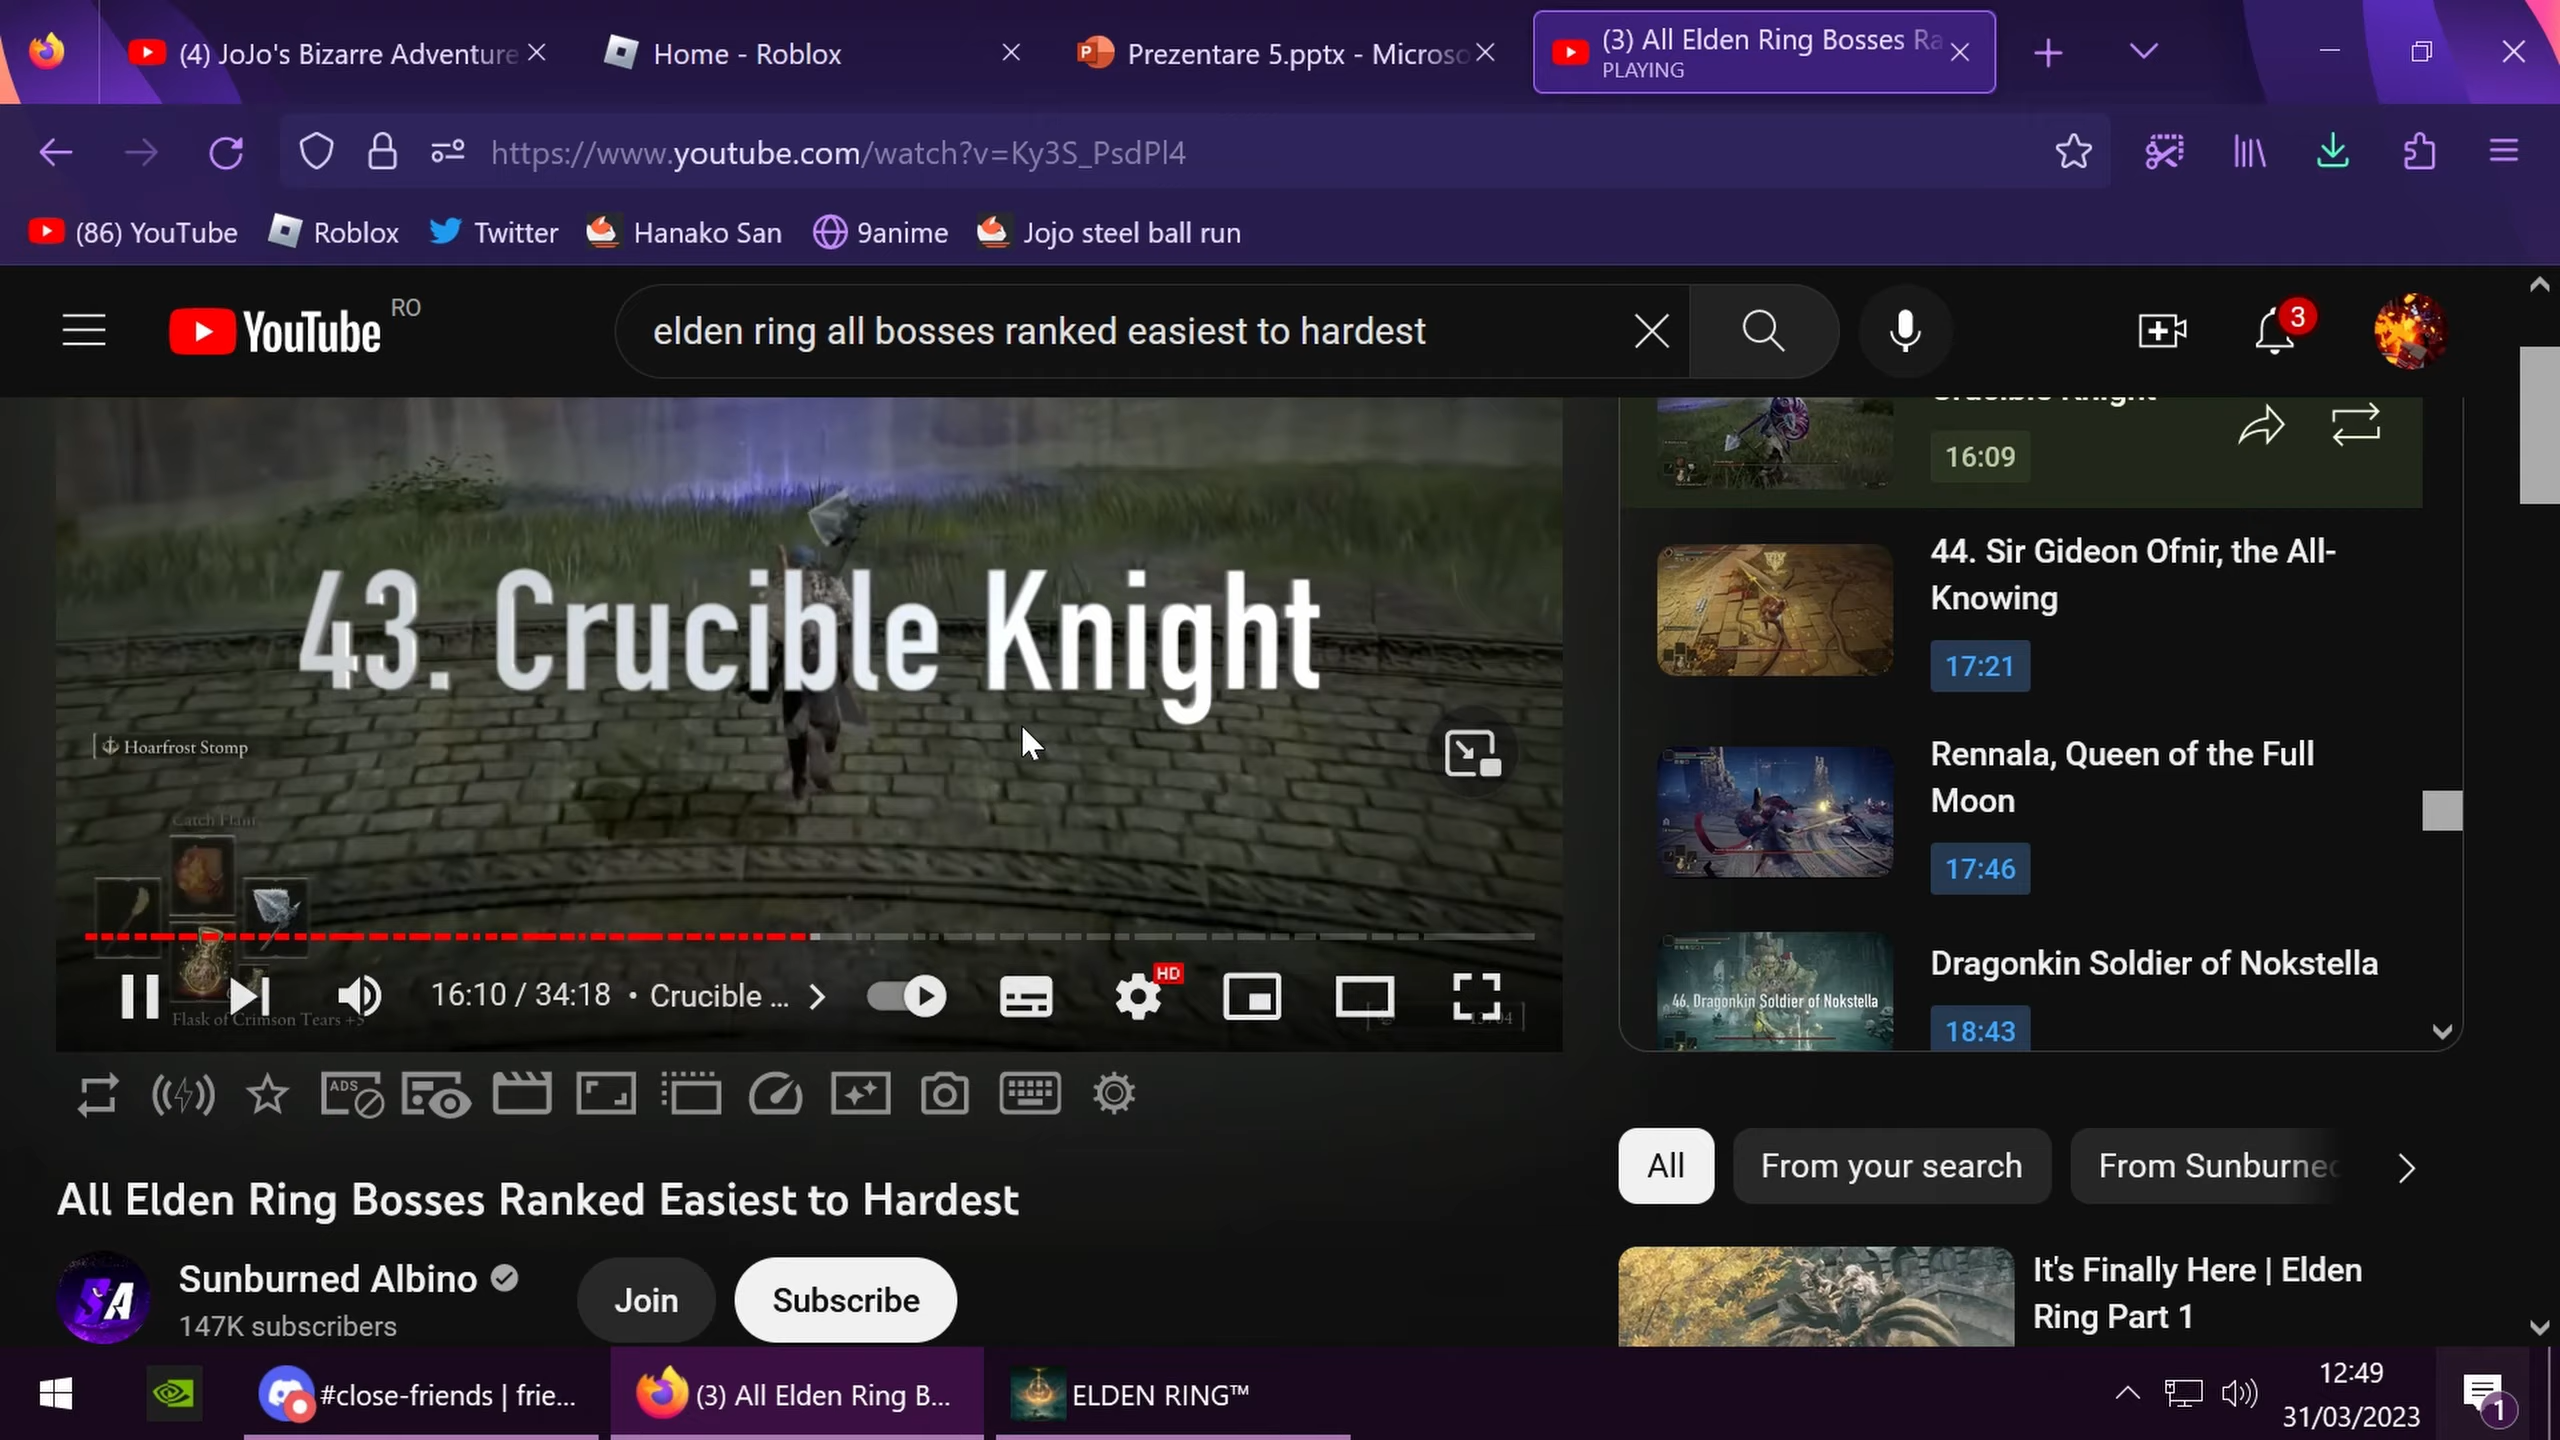 (4) JoJo's Bizarre Adventure
Home - Roblox
Prezentare 5.pptx - Microso
(3) All Elden Ring Bosses Ra
PLAYING
https://www.youtube.com/watch?v=Ky3S_PsdPl4
(86) YouTube
Roblox
Twitter
Hanako San
9anime
Jojo steel ball run
YouTube RO
elden ring all bosses ranked easiest to hardest
3
43. Crucible Knight
Hoarfrost Stomp
Catch Flame
Flask of Crimson Tears +5
16:10 / 34:18 • Crucible ...
HD
Crucible Knight
16:09
44. Sir Gideon Ofnir, the All-
Knowing
17:21
Rennala, Queen of the Full
Moon
17:46
46. Dragonkin Soldier of Nokstella
Dragonkin Soldier of Nokstella
18:43
ADS
All Elden Ring Bosses Ranked Easiest to Hardest
SA
Sunburned Albino
147K subscribers
Join
Subscribe
All
From your search
From Sunburned
It's Finally Here | Elden
Ring Part 1
#close-friends | frie...
(3) All Elden Ring B...
ELDEN RING™
12:49
31/03/2023
1